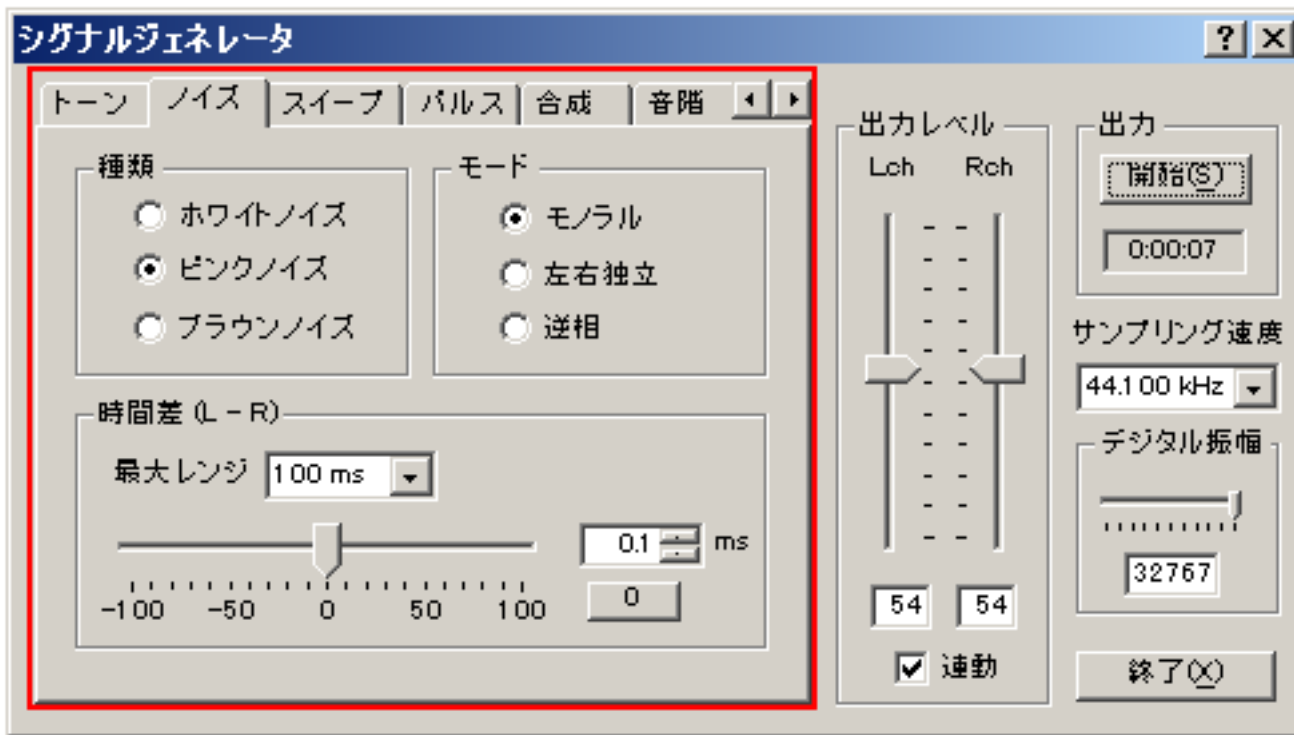 シグナルジェネレータ
トーン ノイズ スイープ パルス 合成 音階
種類
ホワイトノイズ
ピンクノイズ
ブラウンノイズ
モード
モノラル
左右独立
逆相
時間差 (L - R)
最大レンジ 100 ms
0.1 ms
-100 -50 0 50 100
0
出力レベル
Lch Rch
54 54
連動
出力
開始(S)
0:00:07
サンプリング速度
44.100 kHz
デジタル振幅
32767
終了(X)